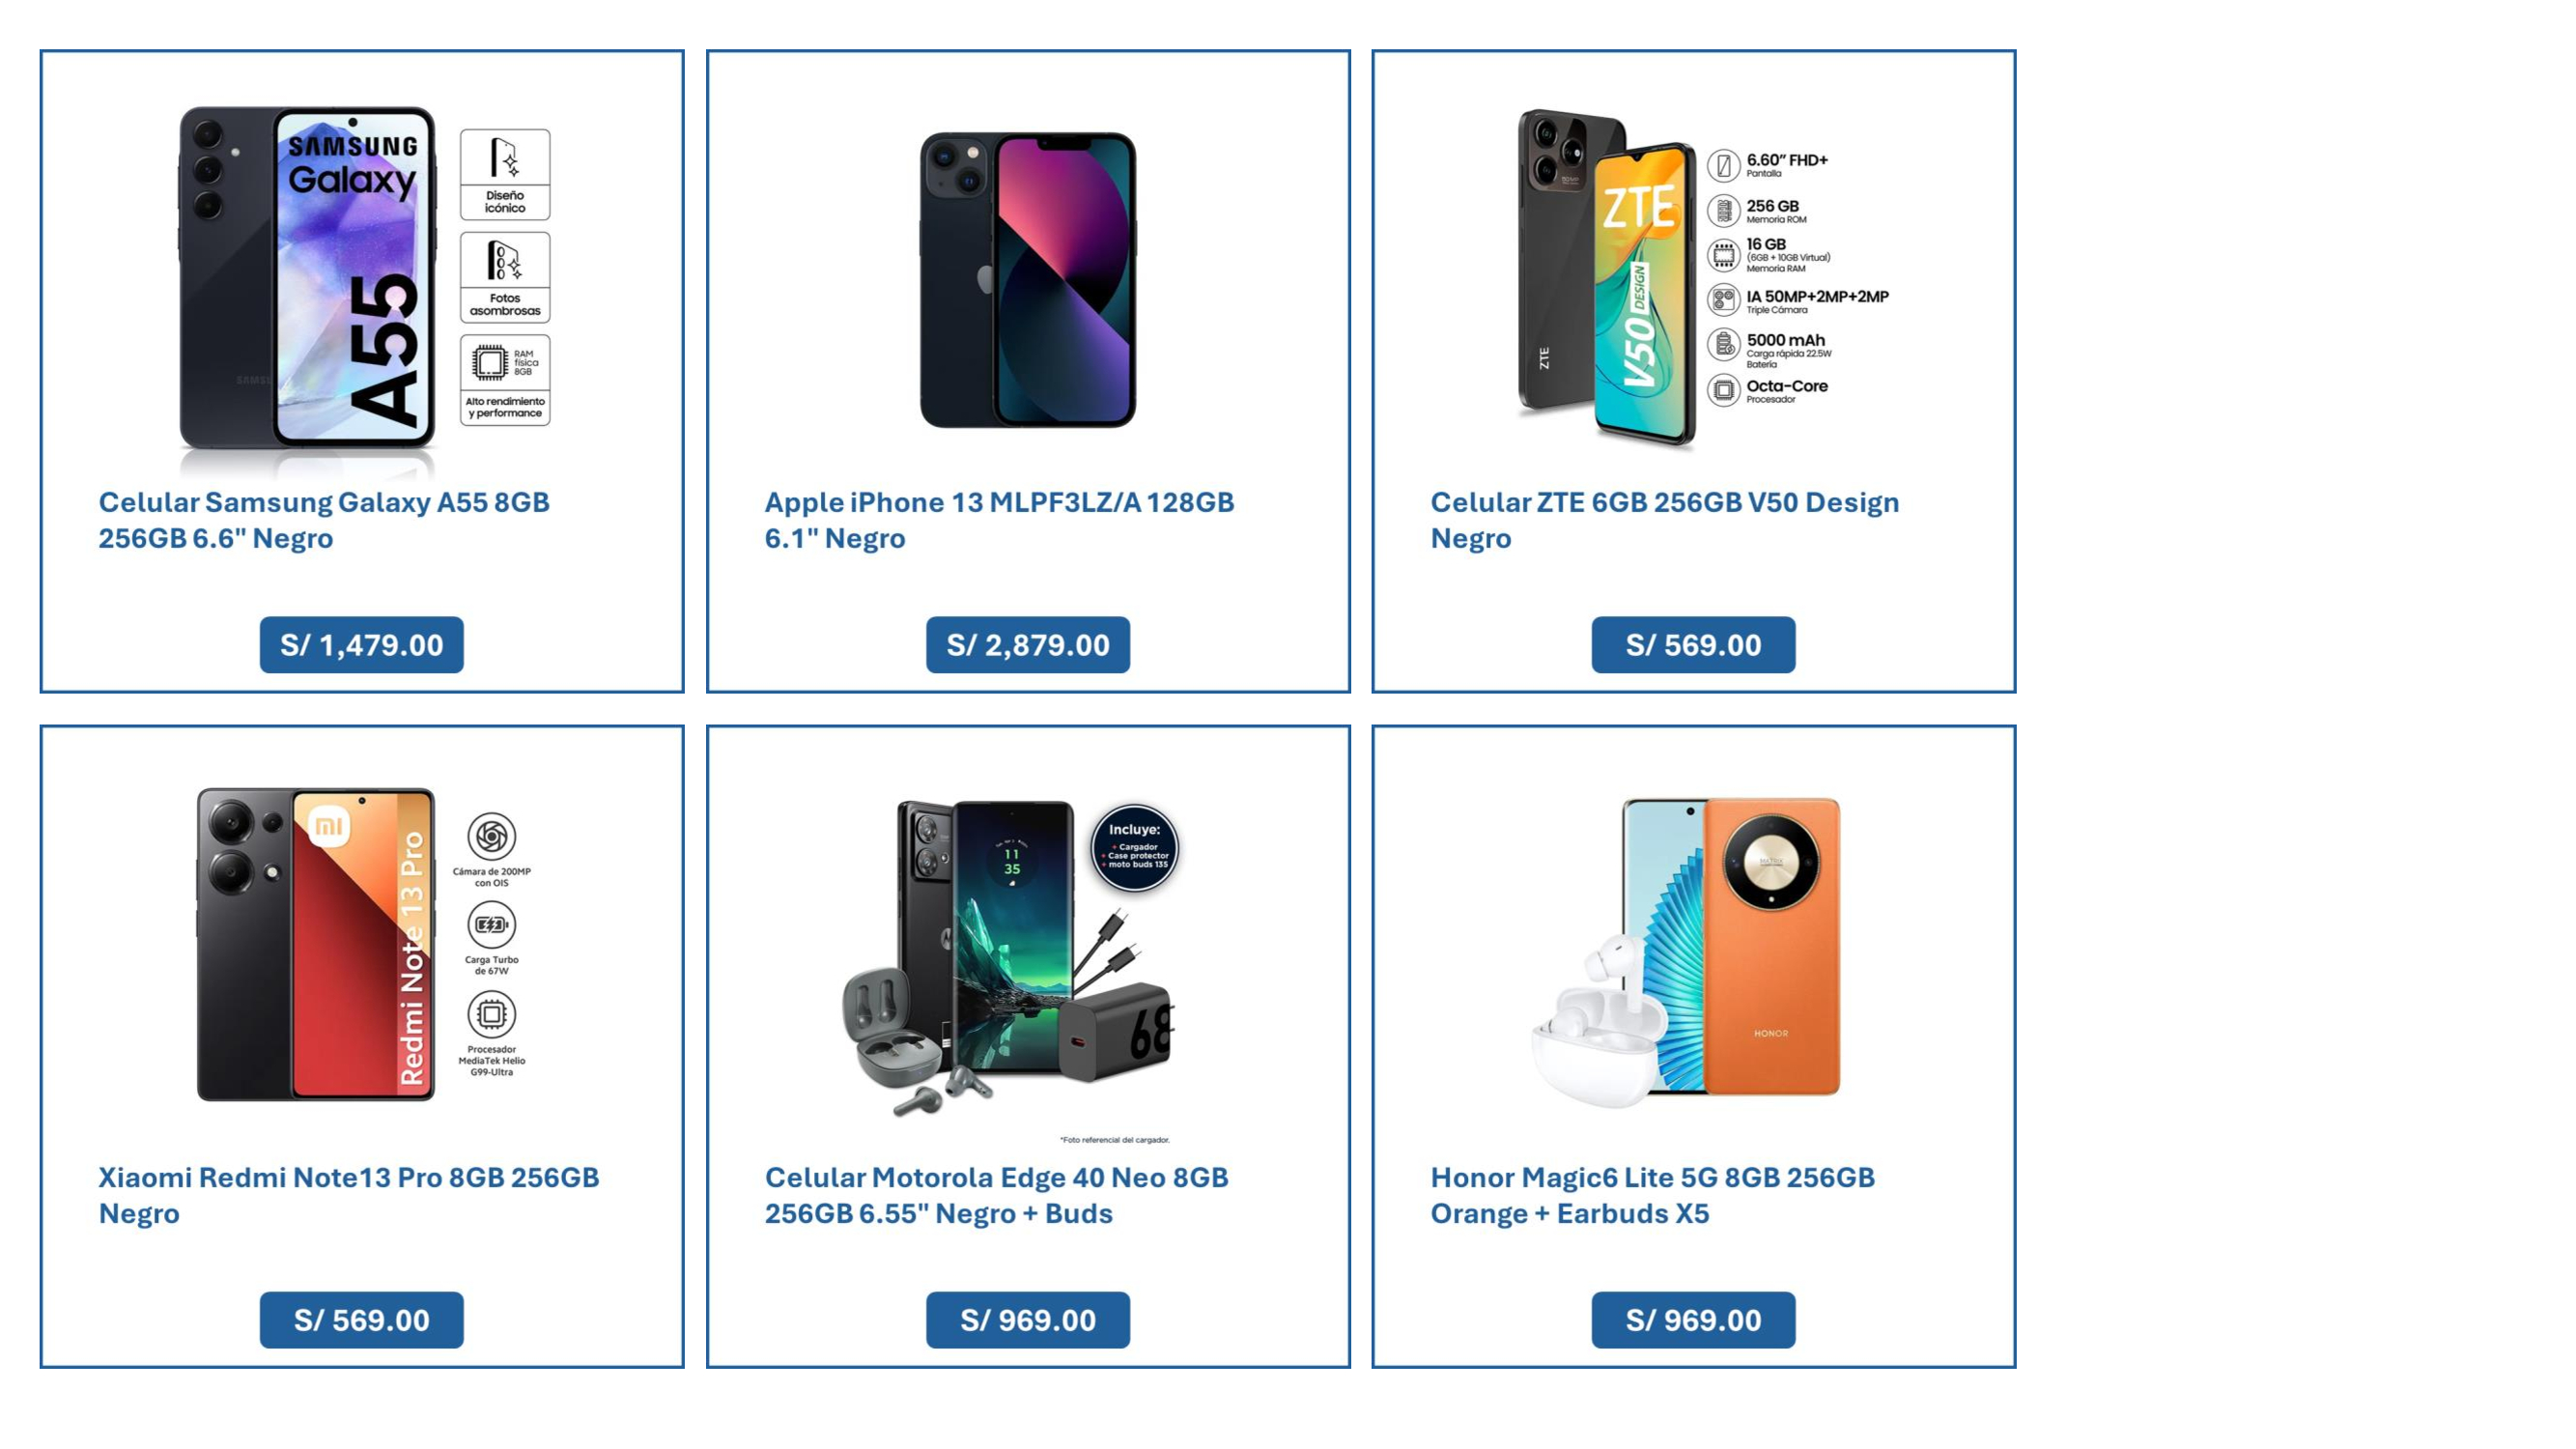 SAMSUNG
Galaxy
A55
SAMSU
Diseño
icónico
Fotos
asombrosas
RAM
física
8GB
Alto rendimiento
y performance
Celular Samsung Galaxy A55 8GB
256GB 6.6" Negro
S/ 1,479.00
Apple iPhone 13 MLPF3LZ/A 128GB
6.1" Negro
S/ 2,879.00
ZTE
ZTE
V50 DESIGN
6.60” FHD+
Pantalla
256 GB
Memoria ROM
16 GB
(6GB + 10GB Virtual)
Memoria RAM
IA 50MP+2MP+2MP
Triple Cámara
5000 mAh
Carga rápida 22.5W
Batería
Octa-Core
Procesador
Celular ZTE 6GB 256GB V50 Design
Negro
S/ 569.00
Redmi Note 13 Pro
Cámara de 200MP
con OIS
Carga Turbo
de 67W
Procesador
MediaTek Helio
G99-Ultra
Xiaomi Redmi Note13 Pro 8GB 256GB
Negro
S/ 569.00
11
35
Incluye:
+ Cargador
+ Case protector
+ moto buds 135
68
*Foto referencial del cargador.
Celular Motorola Edge 40 Neo 8GB
256GB 6.55" Negro + Buds
S/ 969.00
HONOR
Honor Magic6 Lite 5G 8GB 256GB
Orange + Earbuds X5
S/ 969.00